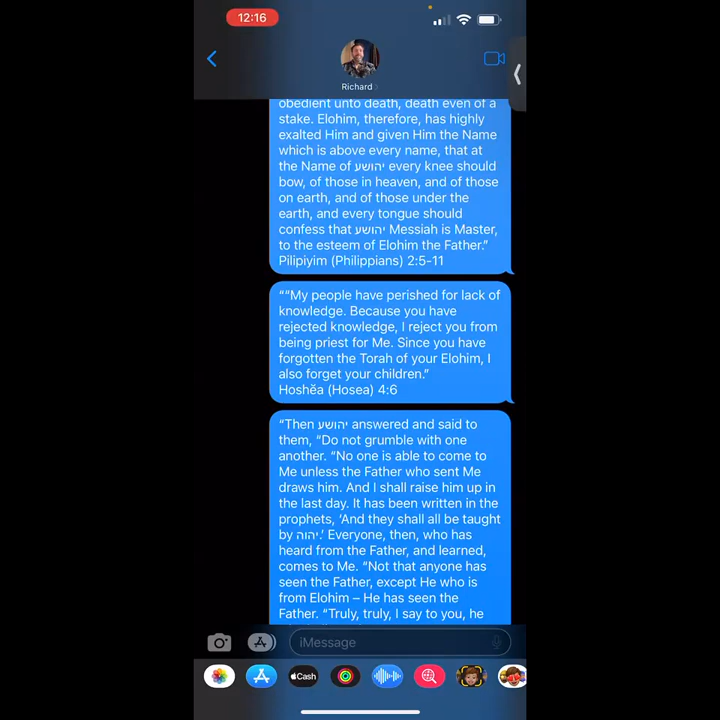 12:16
Richard
obedient unto death, death even of a
stake. Elohim, therefore, has highly
exalted Him and given Him the Name
which is above every name, that at
the Name of יהושע every knee should
bow, of those in heaven, and of those
on earth, and of those under the
earth, and every tongue should
confess that יהושע Messiah is Master,
to the esteem of Elohim the Father.”
Pilipiyim (Philippians) 2:5-11
““My people have perished for lack of
knowledge. Because you have
rejected knowledge, I reject you from
being priest for Me. Since you have
forgotten the Torah of your Elohim, I
also forget your children.”
Hoshĕa (Hosea) 4:6
“Then יהושע answered and said to
them, “Do not grumble with one
another. “No one is able to come to
Me unless the Father who sent Me
draws him. And I shall raise him up in
the last day. It has been written in the
prophets, ‘And they shall all be taught
by יהוה.’ Everyone, then, who has
heard from the Father, and learned,
comes to Me. “Not that anyone has
seen the Father, except He who is
from Elohim – He has seen the
Father. “Truly, truly, I say to you, he
iMessage
Cash